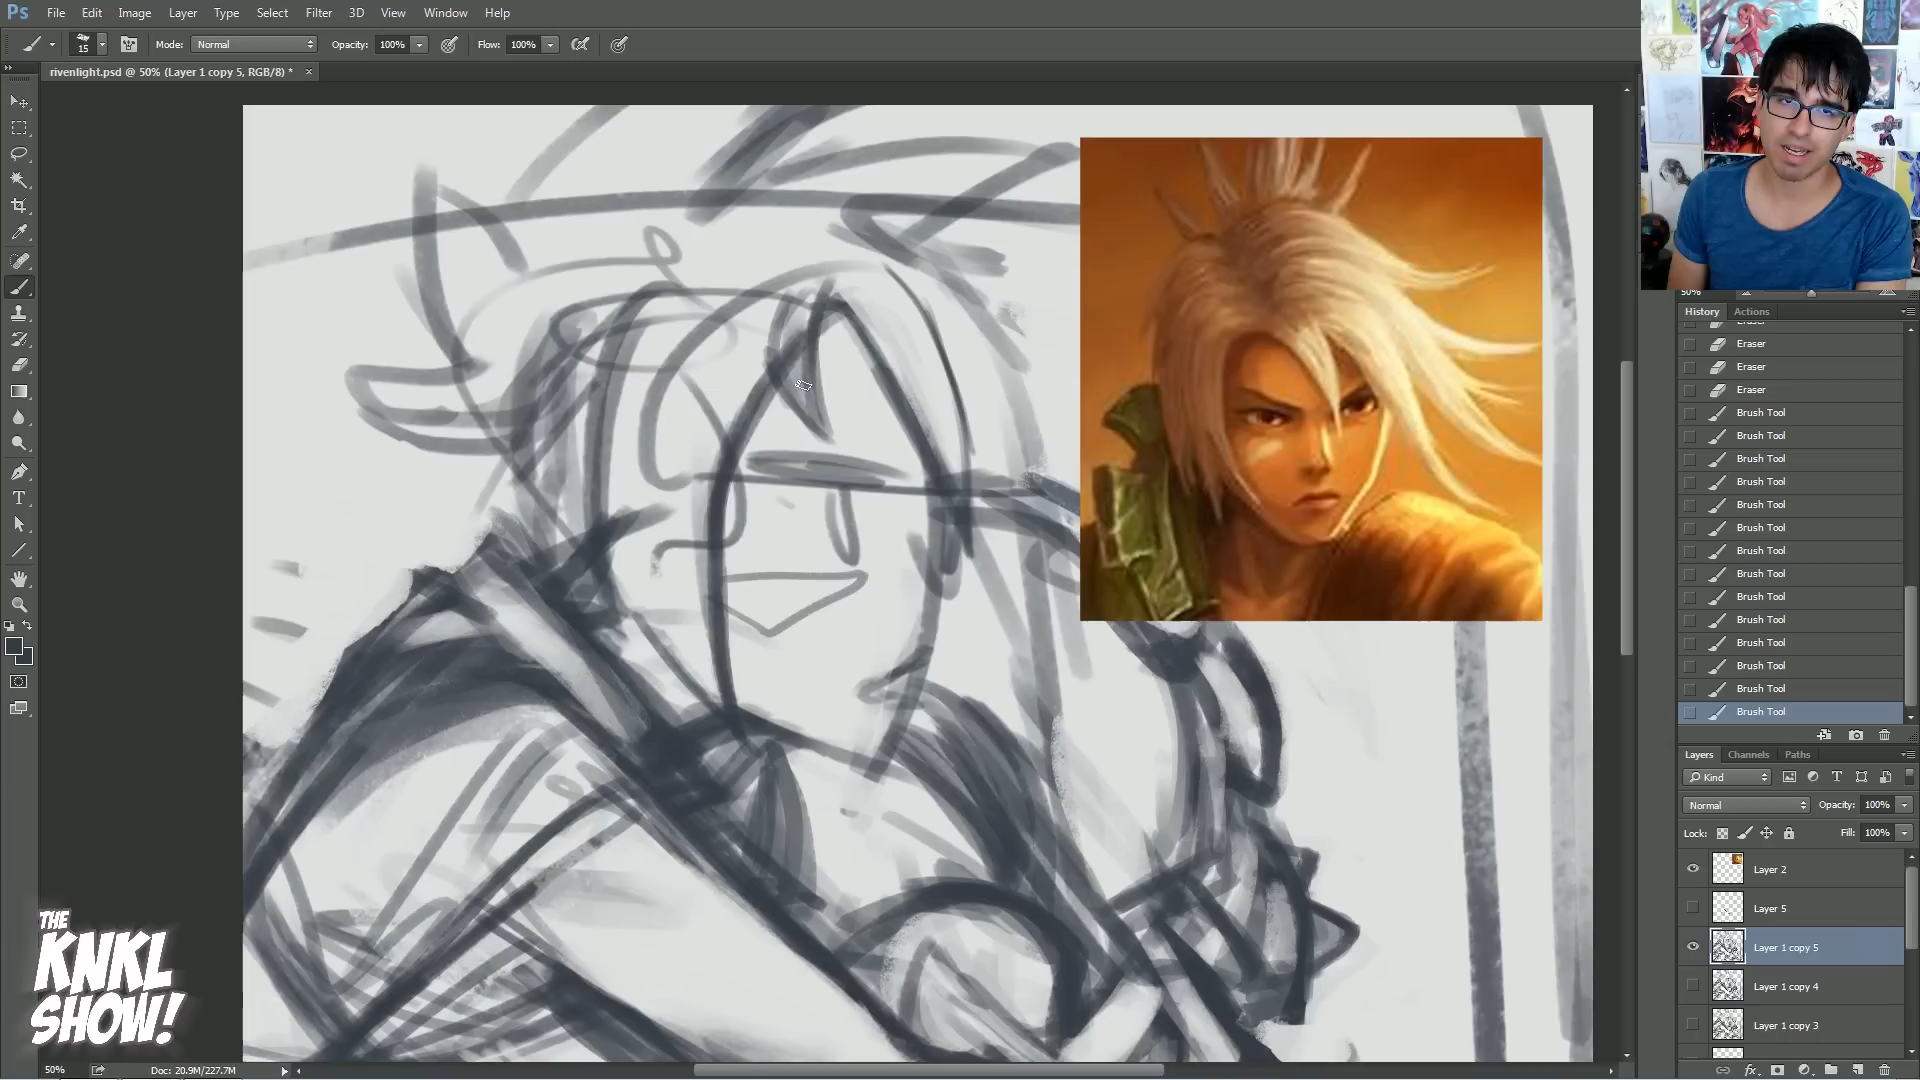 Ps File Edit Image Layer Type Select Filter 3D View Window Help
15 Mode: Normal Opacity: 100% Flow: 100%
rivenlight.psd @ 50% (Layer 1 copy 5, RGB/8) * ×
50%
History Actions
Eraser
Eraser
Eraser
Eraser
Brush Tool
Brush Tool
Brush Tool
Brush Tool
Brush Tool
Brush Tool
Brush Tool
Brush Tool
Brush Tool
Brush Tool
Brush Tool
Brush Tool
Brush Tool
Brush Tool
Layers Channels Paths
Kind
Normal Opacity: 100%
Lock: Fill: 100%
Layer 2
Layer 5
Layer 1 copy 5
Layer 1 copy 4
Layer 1 copy 3
THE
KNKL
SHOW!
50% Doc: 20.9M/227.7M